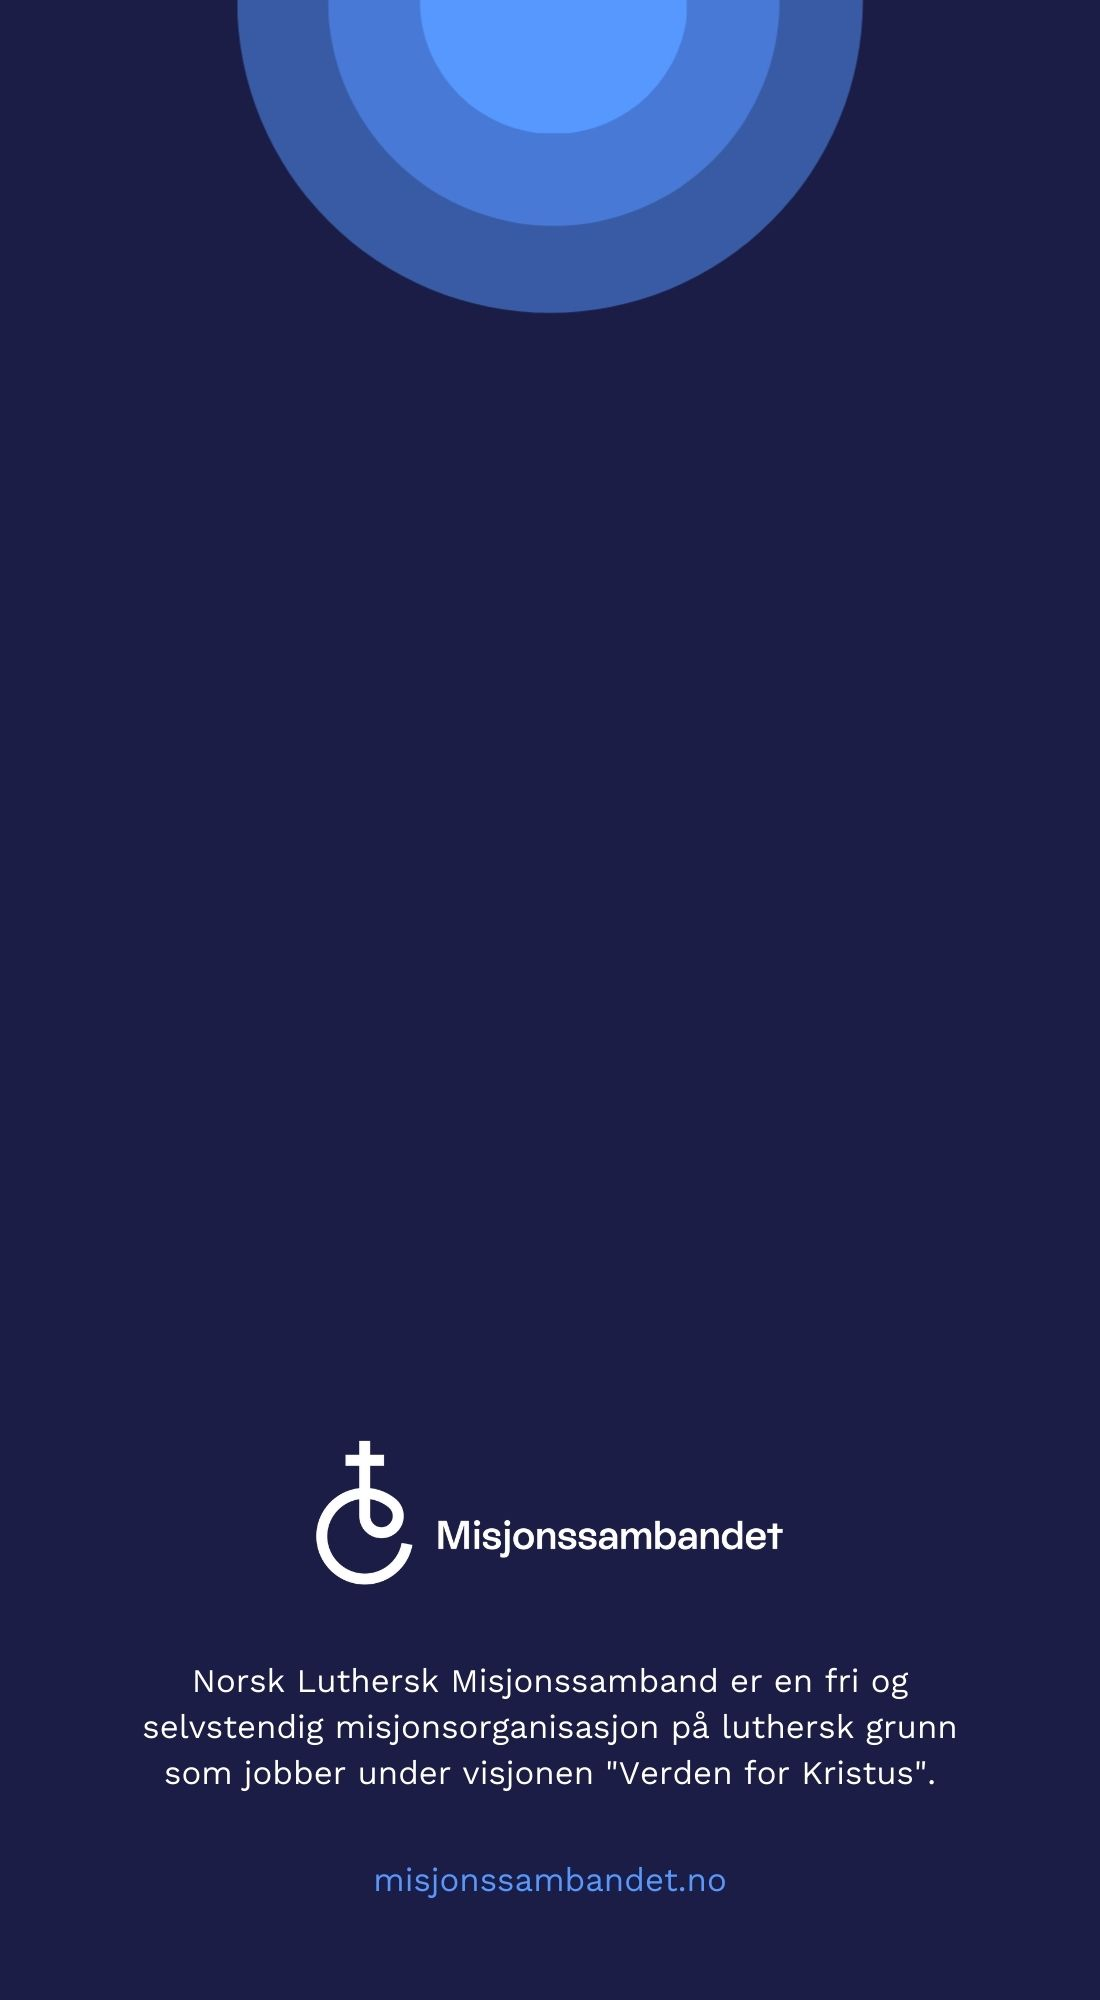 Misjonssambandet
Norsk Luthersk Misjonssamband er en fri og
selvstendig misjonsorganisasjon på luthersk grunn
som jobber under visjonen "Verden for Kristus".
misjonssambandet.no